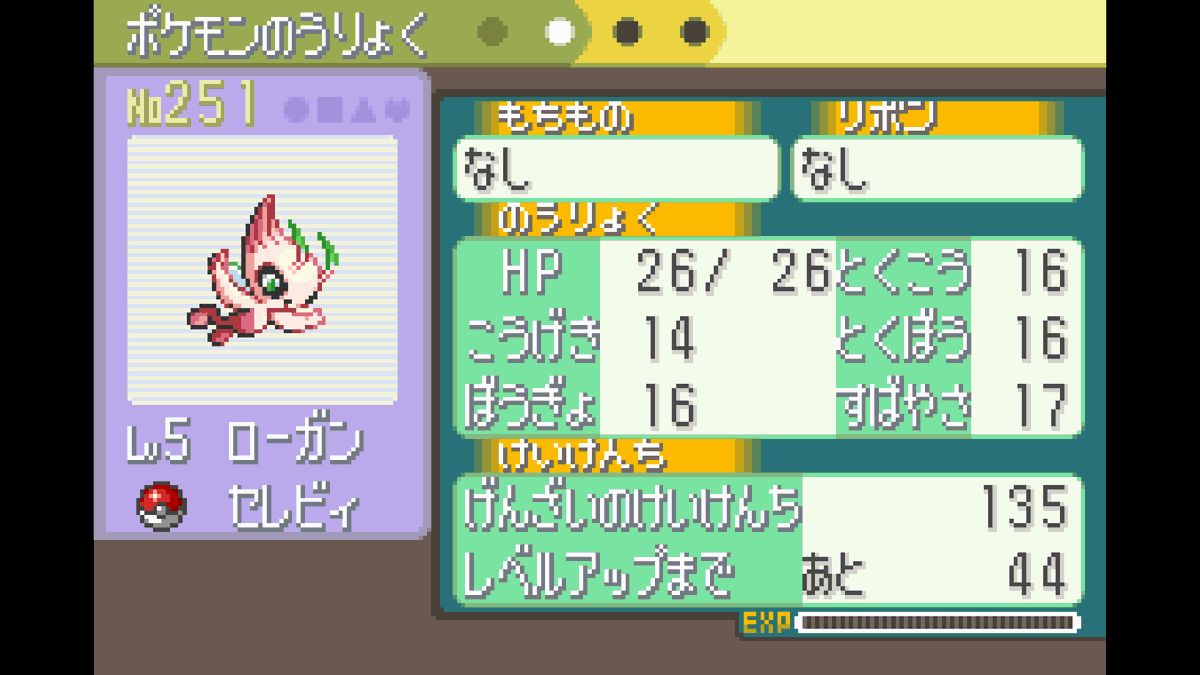 ポケモンのうりょく
№251
もちもの リボン
なし なし
のうりょく
HP 26/ 26 とくこう 16
こうげき 14 とくぼう 16
ぼうぎょ 16 すばやさ 17
Lv5 ローガン
セレビィ
けいけんち
げんざいのけいけんち 135
レベルアップまで あと 44
EXP